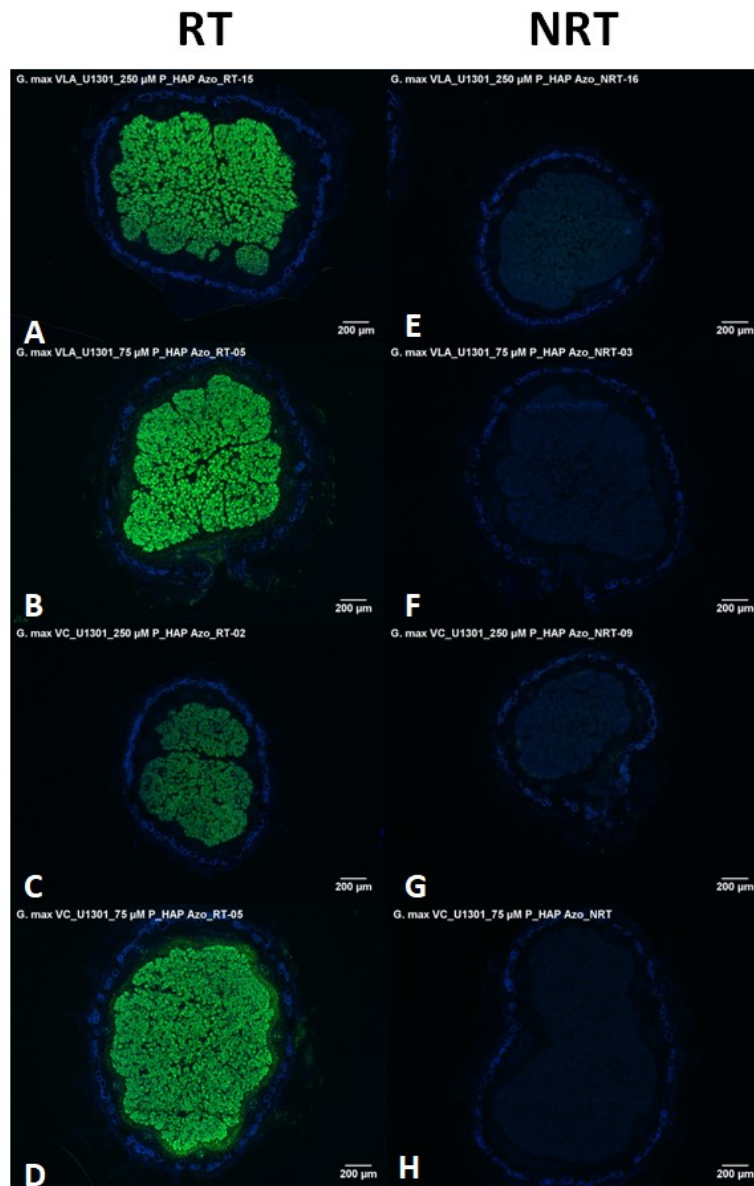 RT
NRT
G. max VLA_U1301_250 µM P_HAP Azo_RT-15
200 µm
A
G. max VLA_U1301_250 µM P_HAP Azo_NRT-16
200 µm
E
G. max VLA_U1301_75 µM P_HAP Azo_RT-05
200 µm
B
G. max VLA_U1301_75 µM P_HAP Azo_NRT-03
200 µm
F
G. max VC_U1301_250 µM P_HAP Azo_RT-02
200 µm
C
G. max VC_U1301_250 µM P_HAP Azo_NRT-09
200 µm
G
G. max VC_U1301_75 µM P_HAP Azo_RT-05
200 µm
D
G. max VC_U1301_75 µM P_HAP Azo_NRT
200 µm
H